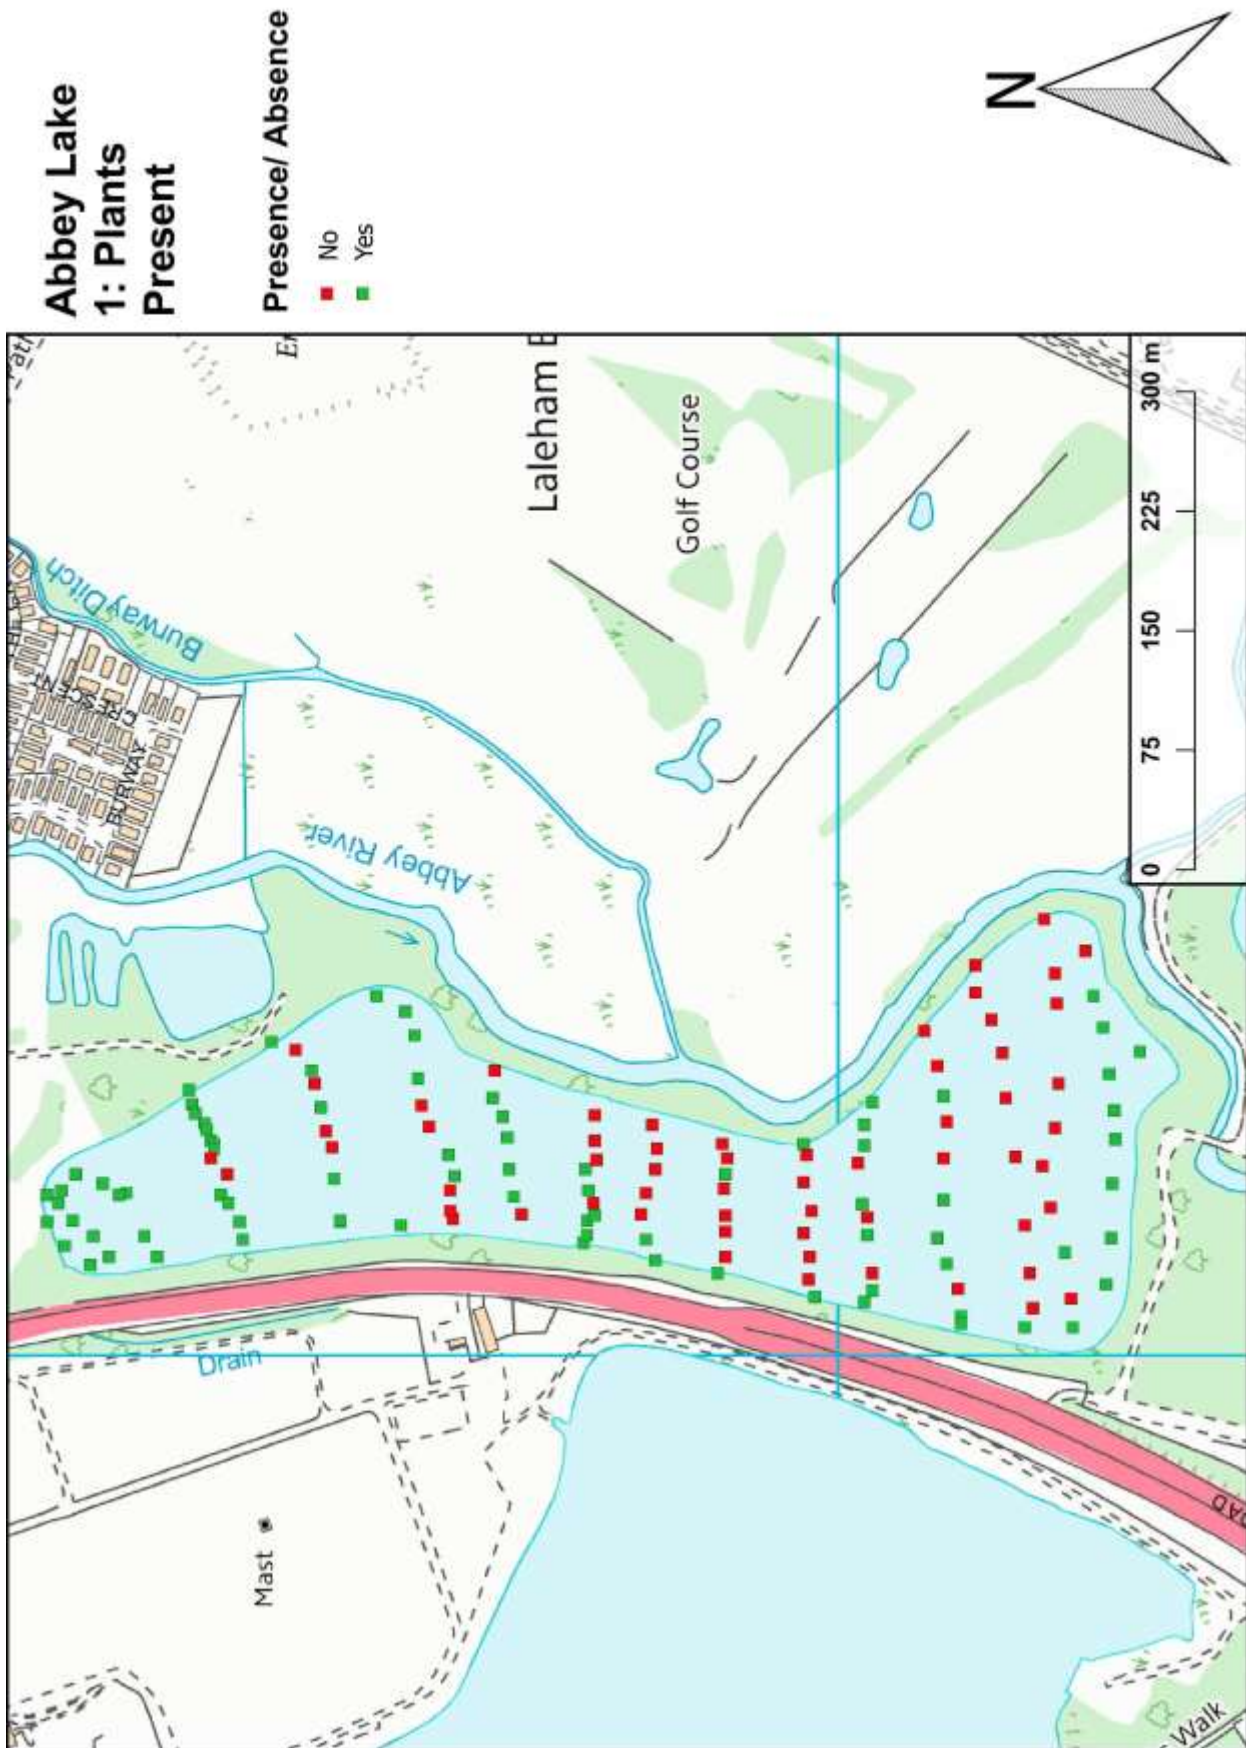 Abbey Lake
1: Plants
Present
Presence/ Absence
No
Yes
N
Burway Ditch
CRESCENT
BURWAY
Abbey River
Laleham B
Golf Course
Drain
Mast
Walk
OAD
0 75 150 225 300 m